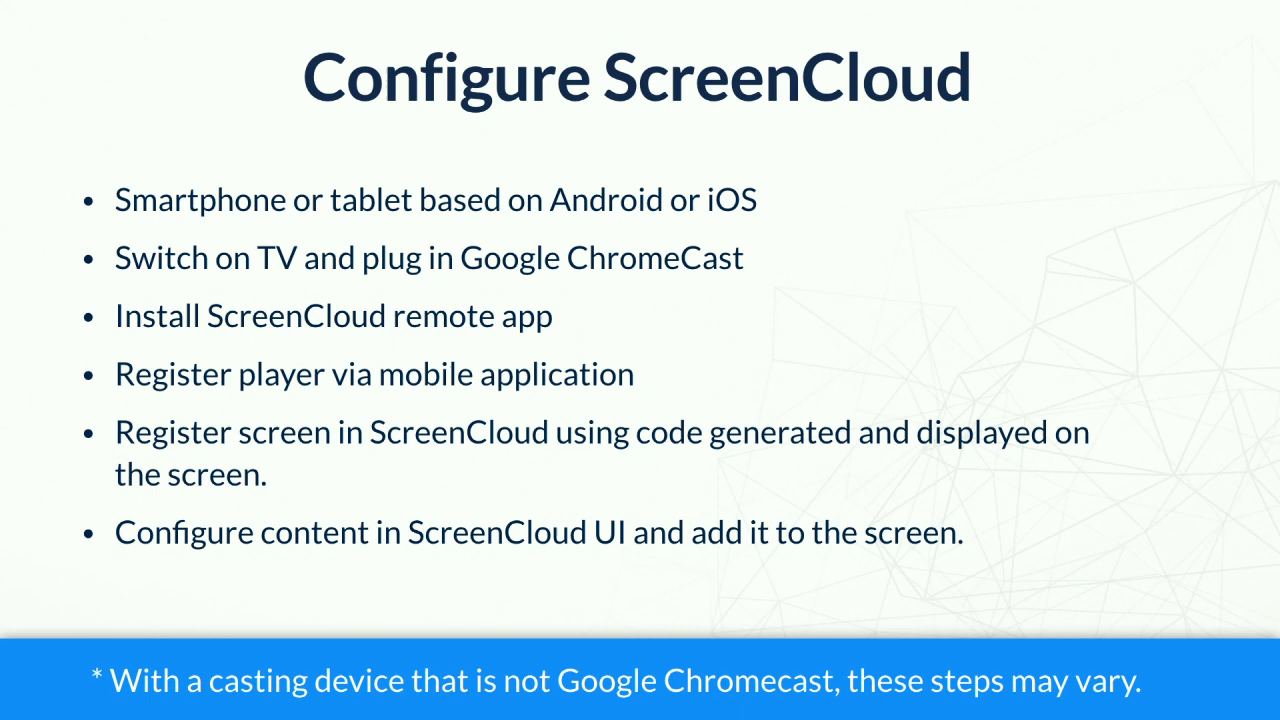 Configure ScreenCloud
• Smartphone or tablet based on Android or iOS
• Switch on TV and plug in Google ChromeCast
• Install ScreenCloud remote app
• Register player via mobile application
• Register screen in ScreenCloud using code generated and displayed on
the screen.
• Configure content in ScreenCloud UI and add it to the screen.
* With a casting device that is not Google Chromecast, these steps may vary.